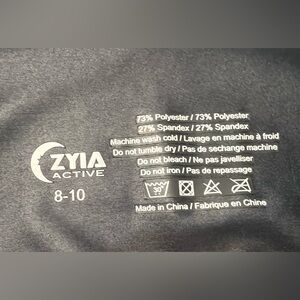 ZYIA
ACTIVE
8-10
73% Polyester / 73% Polyester
27% Spandex / 27% Spandex
Machine wash cold / Lavage en machine à froid
Do not tumble dry / Pas de sechange machine
Do not bleach / Ne pas javelliser
Do not iron / Pas de repassage
30°
Made in China / Fabrique en Chine